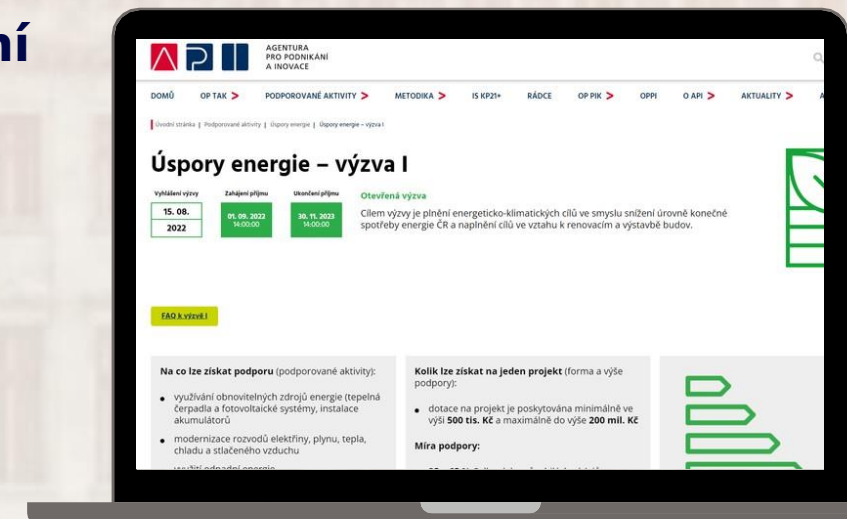 ní
AGENTURA
PRO PODNIKÁNÍ
A INOVACE
DOMŮ OP TAK > PODPOROVANÉ AKTIVITY > METODIKA > IS KP21+ RÁDCE OP PIK > OPPI O API > AKTUALITY >
Úvodní stránka | Podporované aktivity | Úspory energie | Úspory energie – výzva I
Úspory energie – výzva I
Vyhlášení výzvy Zahájení příjmu Ukončení příjmu
15. 08.
2022
01. 09. 2022
14:00:00
30. 11. 2023
14:00:00
Otevřená výzva
Cílem výzvy je plnění energeticko-klimatických cílů ve smyslu snížení úrovně konečné
spotřeby energie ČR a naplnění cílů ve vztahu k renovacím a výstavbě budov.
FAQ k výzvě I
Na co lze získat podporu (podporované aktivity):
• využívání obnovitelných zdrojů energie (tepelná
čerpadla a fotovoltaické systémy, instalace
akumulátorů
• modernizace rozvodů elektřiny, plynu, tepla,
chladu a stlačeného vzduchu
využití odpadní energie
Kolik lze získat na jeden projekt (forma a výše
podpory):
• dotace na projekt je poskytována minimálně ve
výši 500 tis. Kč a maximálně do výše 200 mil. Kč
Míra podpory: